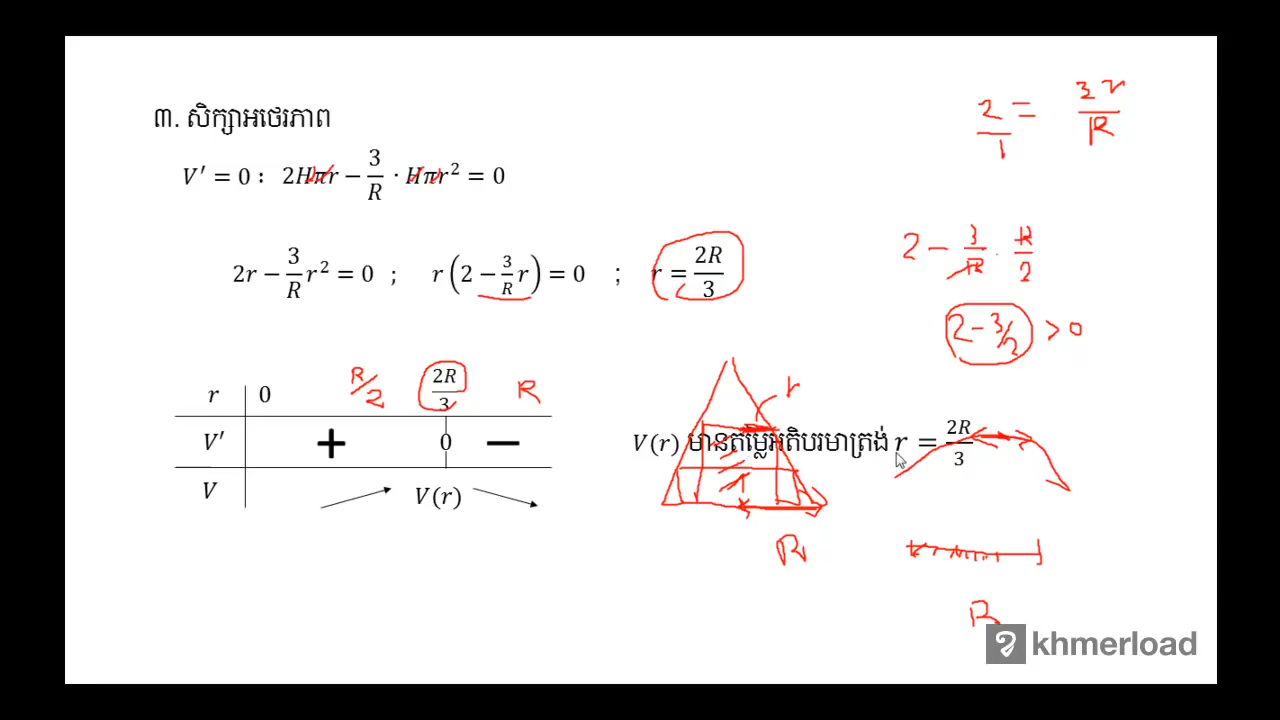 ៣. សិក្សាអថេរភាព
V′ = 0 : 2Hπr − 3/R · Hπr² = 0
2r − 3/R r² = 0 ; r(2 − 3/R r) = 0 ; r = 2R/3
2/1 = 3r/R
2 − 3/R · R/2
2 − 3/2 > 0
r 0 R/2 2R/3 R
V′ + 0 −
V V(r)
r
V(r) មានតម្លៃអតិបរមាត្រង់ r = 2R/3
R
R
khmerload